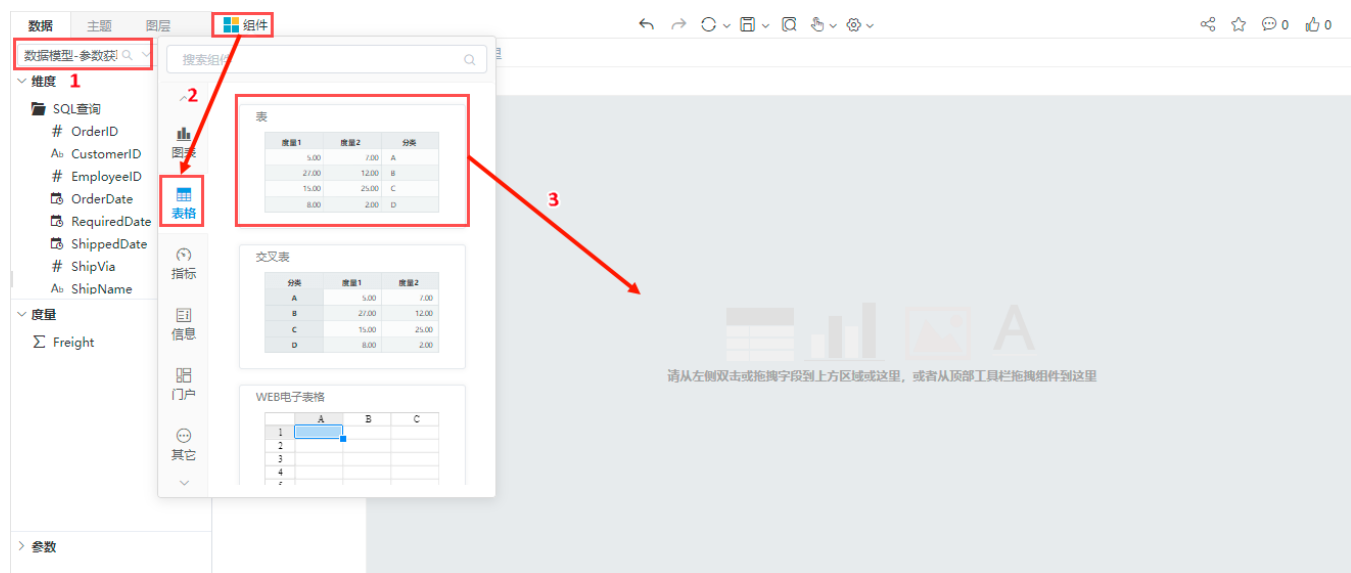 数据 主题 图层 组件 0 0
数据模型-参数获
搜索组件
1
维度
2
SQL查询
OrderID
Ab CustomerID
EmployeeID
OrderDate
RequiredDate
ShippedDate
ShipVia
Ab ShipName
度量
Freight
参数
图表
表格
指标
信息
门户
其它
表
度量1 度量2 分类
5.00 7.00 A
27.00 12.00 B
15.00 25.00 C
8.00 2.00 D
3
交叉表
分类 度量1 度量2
A 5.00 7.00
B 27.00 12.00
C 15.00 25.00
D 8.00 2.00
WEB电子表格
A B C
1
2
3
4
A
请从左侧双击或拖拽字段到上方区域或这里，或者从顶部工具栏拖拽组件到这里